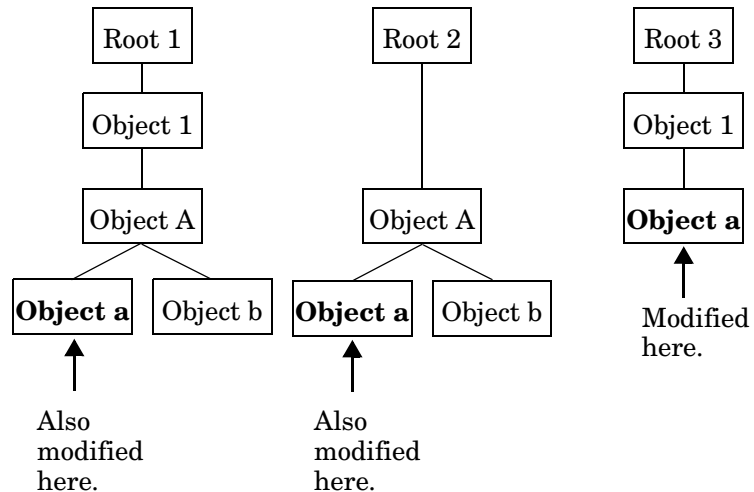 Root 1
Root 2
Root 3
Object 1
Object 1
Object A
Object A
Object a
Object a
Object b
Object a
Object b
Modified
here.
Also
modified
here.
Also
modified
here.